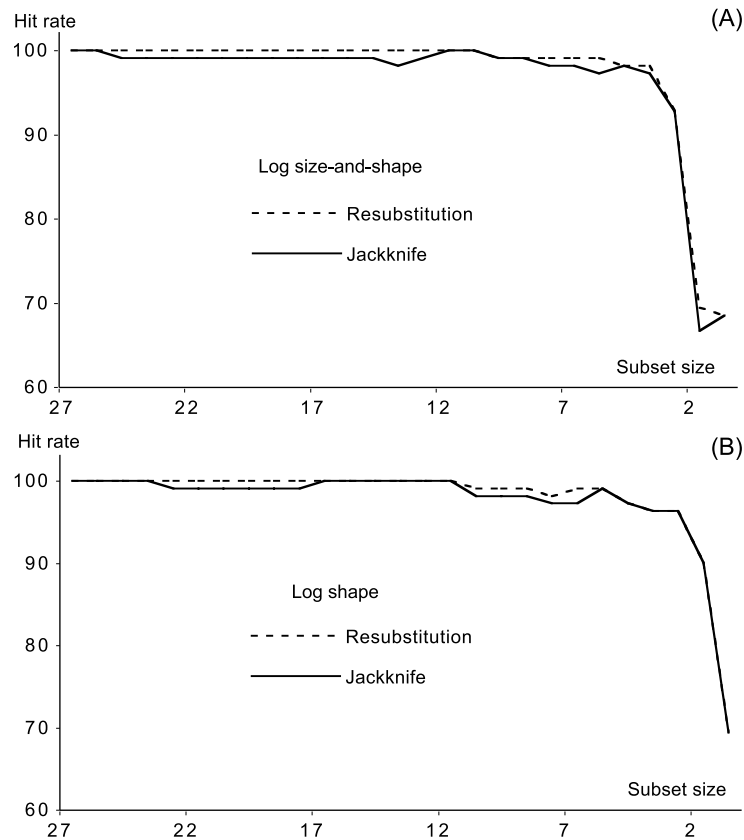 Hit rate
(A)
100
90
Log size-and-shape
Resubstitution
80
Jackknife
70
Subset size
60
27 22 17 12 7 2
Hit rate
(B)
100
90
Log shape
Resubstitution
80
Jackknife
70
Subset size
60
27 22 17 12 7 2